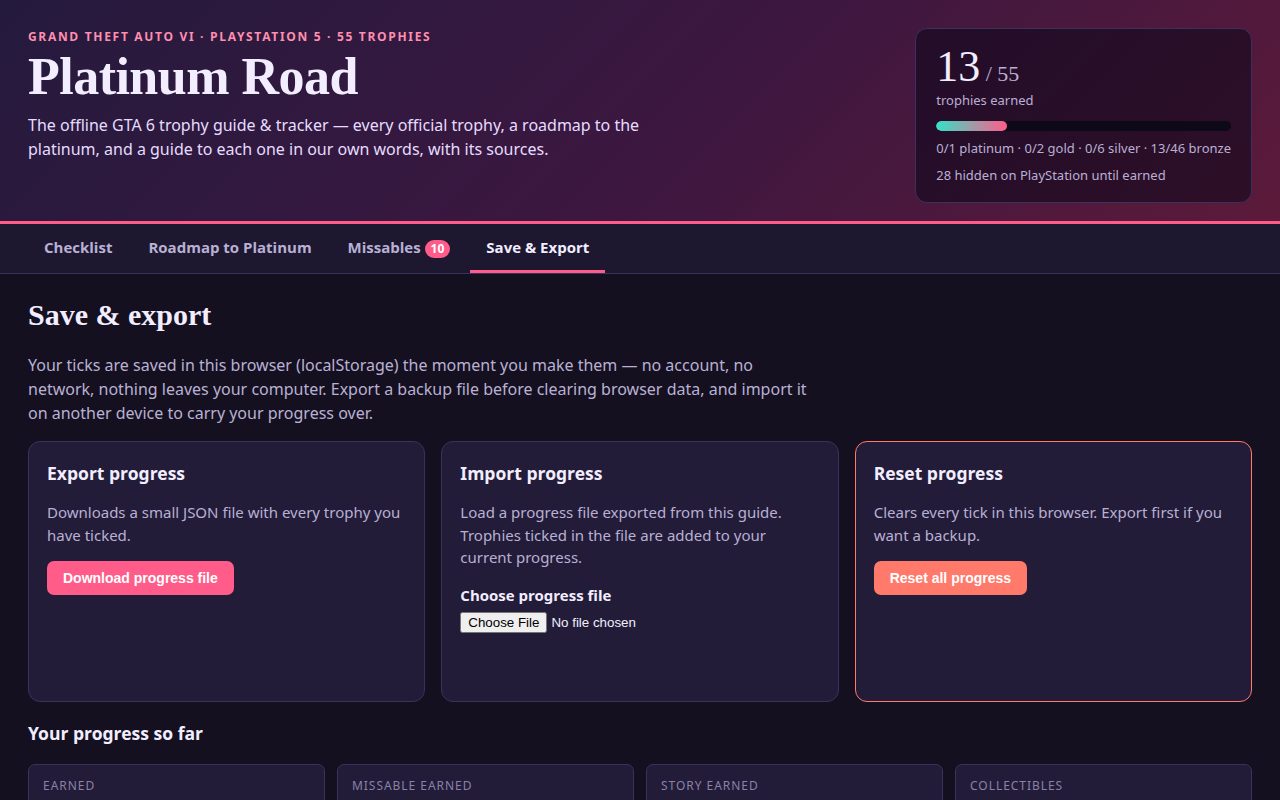 GRAND THEFT AUTO VI · PLAYSTATION 5 · 55 TROPHIES
Platinum Road
The offline GTA 6 trophy guide & tracker — every official trophy, a roadmap to the
platinum, and a guide to each one in our own words, with its sources.
13 / 55
trophies earned
0/1 platinum · 0/2 gold · 0/6 silver · 13/46 bronze
28 hidden on PlayStation until earned
Checklist
Roadmap to Platinum
Missables 10
Save & Export
Save & export
Your ticks are saved in this browser (localStorage) the moment you make them — no account, no
network, nothing leaves your computer. Export a backup file before clearing browser data, and import it
on another device to carry your progress over.
Export progress
Downloads a small JSON file with every trophy you
have ticked.
Download progress file
Import progress
Load a progress file exported from this guide.
Trophies ticked in the file are added to your
current progress.
Choose progress file
Choose File No file chosen
Reset progress
Clears every tick in this browser. Export first if you
want a backup.
Reset all progress
Your progress so far
EARNED
MISSABLE EARNED
STORY EARNED
COLLECTIBLES